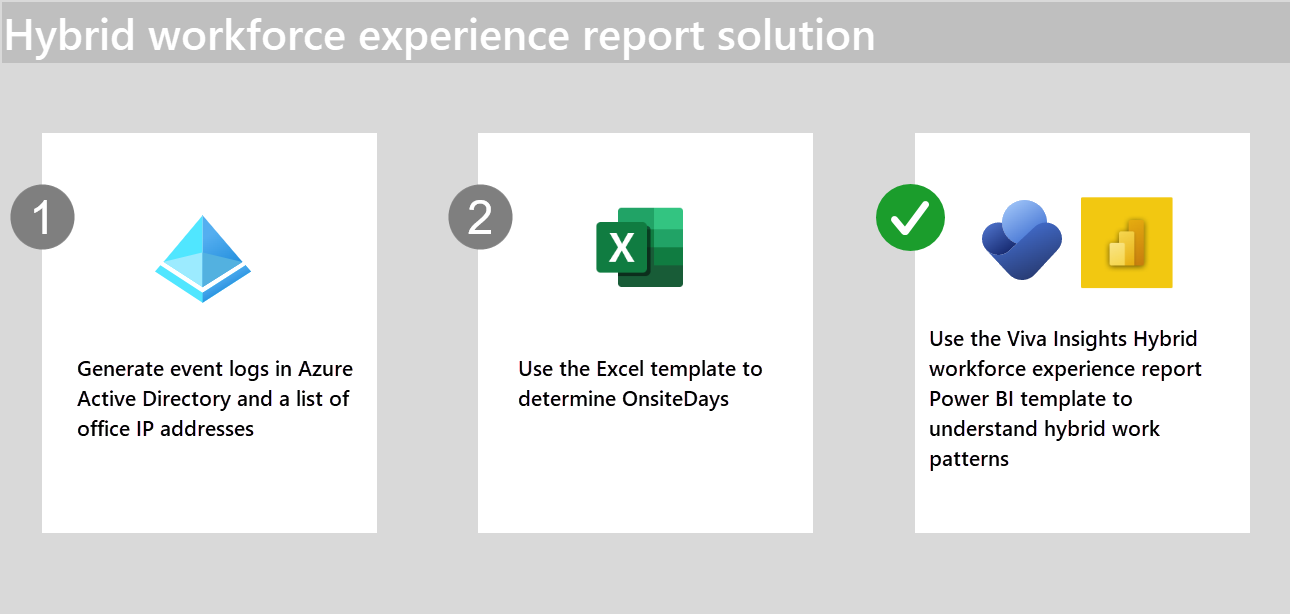 Hybrid workforce experience report solution
1
Generate event logs in Azure
Active Directory and a list of
office IP addresses
2
X
Use the Excel template to
determine OnsiteDays
Use the Viva Insights Hybrid
workforce experience report
Power BI template to
understand hybrid work
patterns